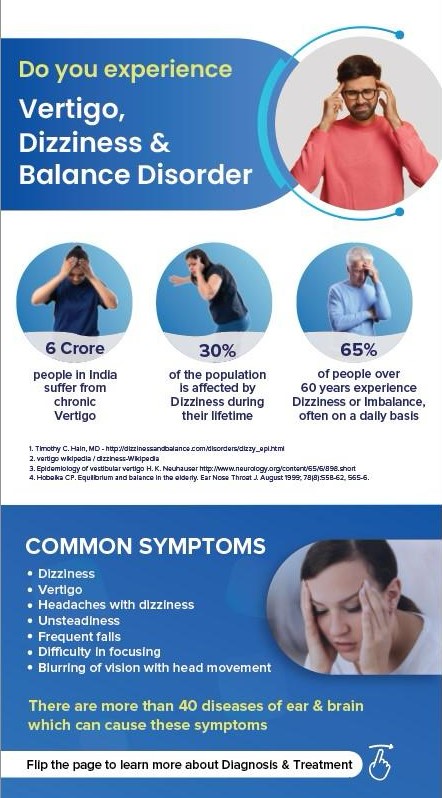 Do you experience
Vertigo,
Dizziness &
Balance Disorder
6 Crore
people in India
suffer from
chronic
Vertigo
30%
of the population
is affected by
Dizziness during
their lifetime
65%
of people over
60 years experience
Dizziness or Imbalance,
often on a daily basis
1. Timothy C. Hain, MD - http://dizzinessandbalance.com/disorders/dizzy_epi.html
2. vertigo wikipedia / dizziness-Wikipedia
3. Epidemiology of vestibular vertigo H. K. Neuhauser http://www.neurology.org/content/65/6/898.short
4. Hobeika CP. Equilibrium and balance in the elderly. Ear Nose Throat J. August 1999; 78(8):558-62, 565-6.
COMMON SYMPTOMS
• Dizziness
• Vertigo
• Headaches with dizziness
• Unsteadiness
• Frequent falls
• Difficulty in focusing
• Blurring of vision with head movement
There are more than 40 diseases of ear & brain
which can cause these symptoms
Flip the page to learn more about Diagnosis & Treatment